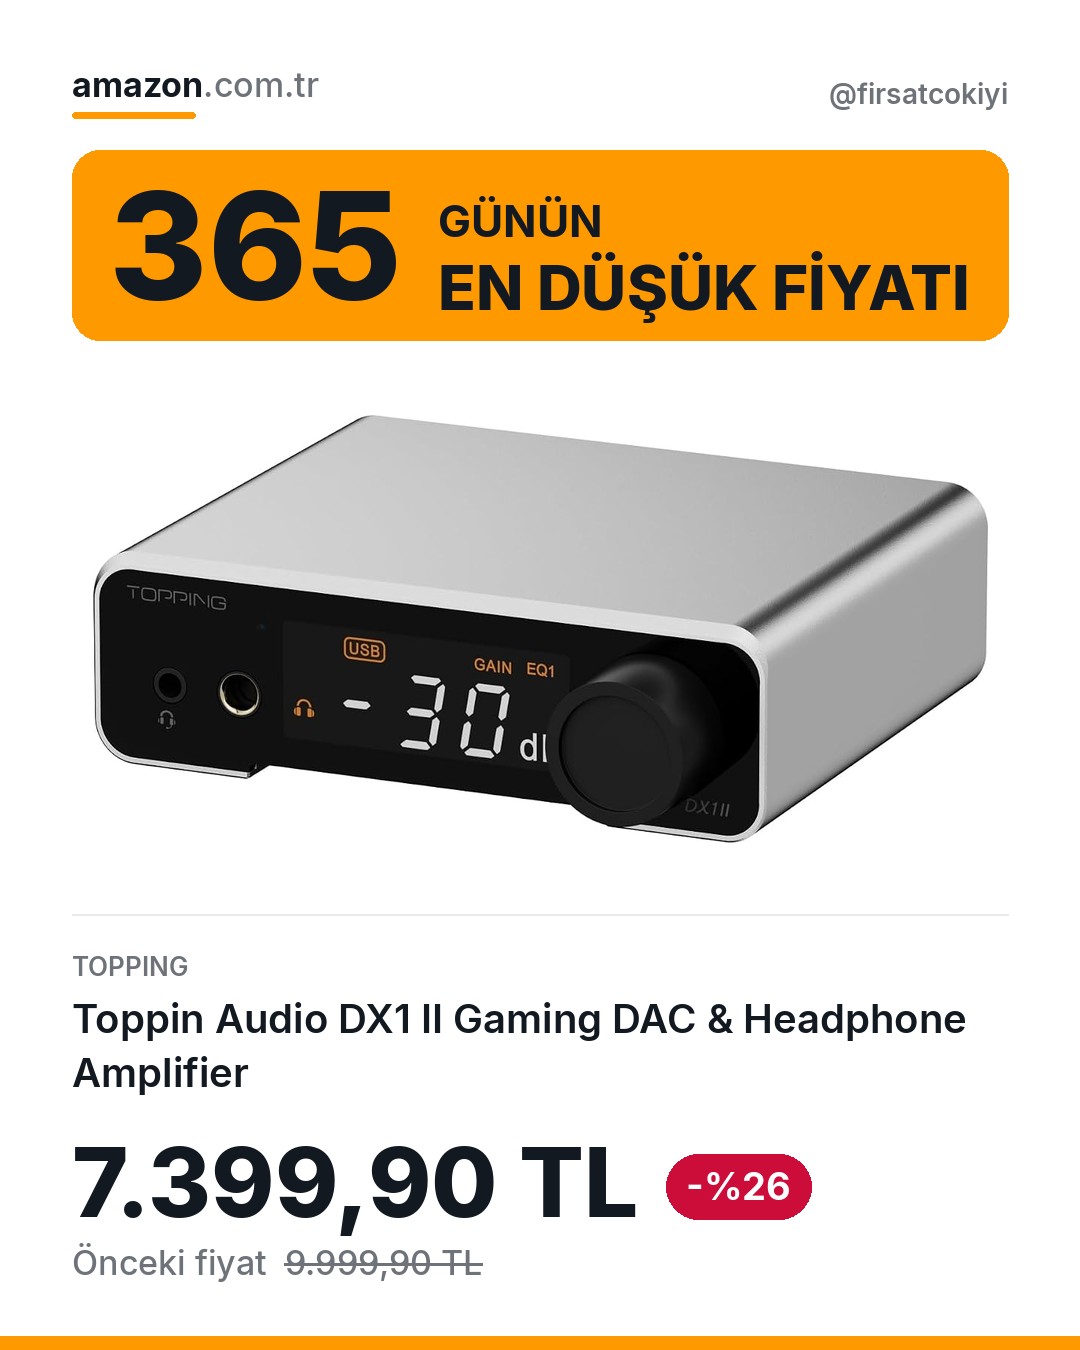 amazon.com.tr
@firsatcokiyi
365
GÜNÜN
EN DÜŞÜK FİYATI
TOPPING
USB
GAIN EQ1
- 30
DX1II
TOPPING
Toppin Audio DX1 II Gaming DAC & Headphone
Amplifier
7.399,90 TL
-%26
Önceki fiyat 9.999,90 TL